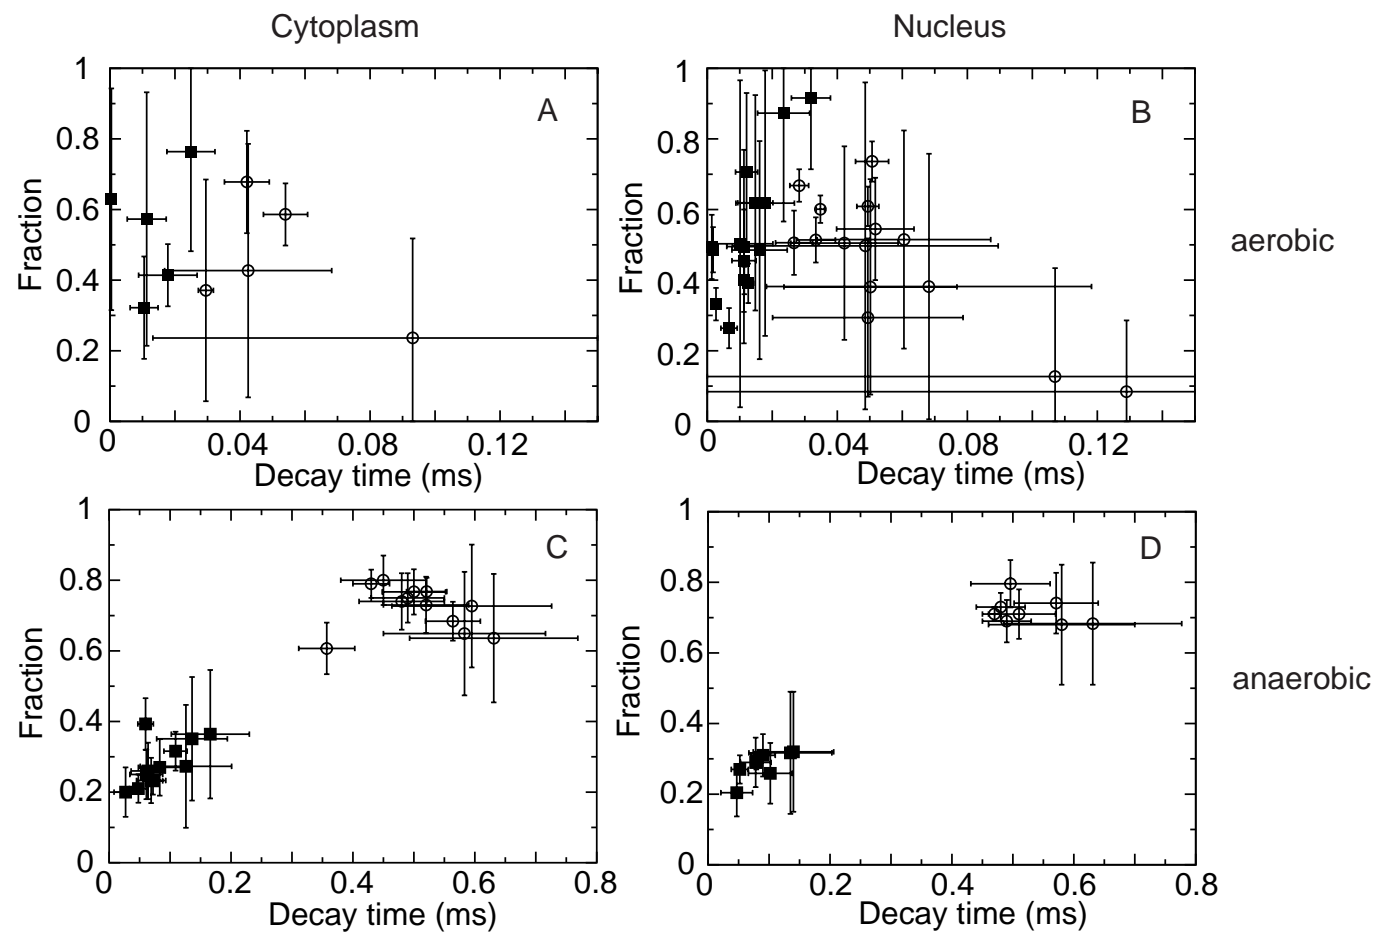 Cytoplasm Nucleus
1 1
A B
0.8 0.8
0.6 0.6
Fraction Fraction aerobic
0.4 0.4
0.2 0.2
0 0
0 0.04 0.08 0.12 0 0.04 0.08 0.12
Decay time (ms) Decay time (ms)
1 1
C D
0.8 0.8
0.6 0.6
Fraction Fraction anaerobic
0.4 0.4
0.2 0.2
0 0
0 0.2 0.4 0.6 0.8 0 0.2 0.4 0.6 0.8
Decay time (ms) Decay time (ms)